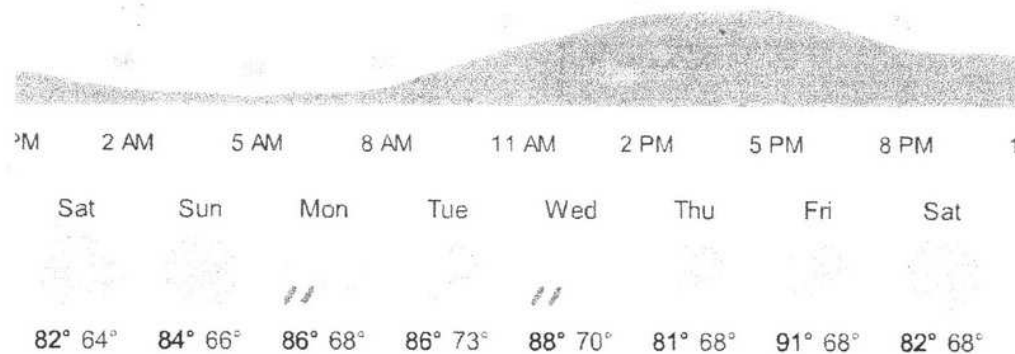 PM 2 AM 5 AM 8 AM 11 AM 2 PM 5 PM 8 PM 1
Sat Sun Mon Tue Wed Thu Fri Sat
82° 64° 84° 66° 86° 68° 86° 73° 88° 70° 81° 68° 91° 68° 82° 68°